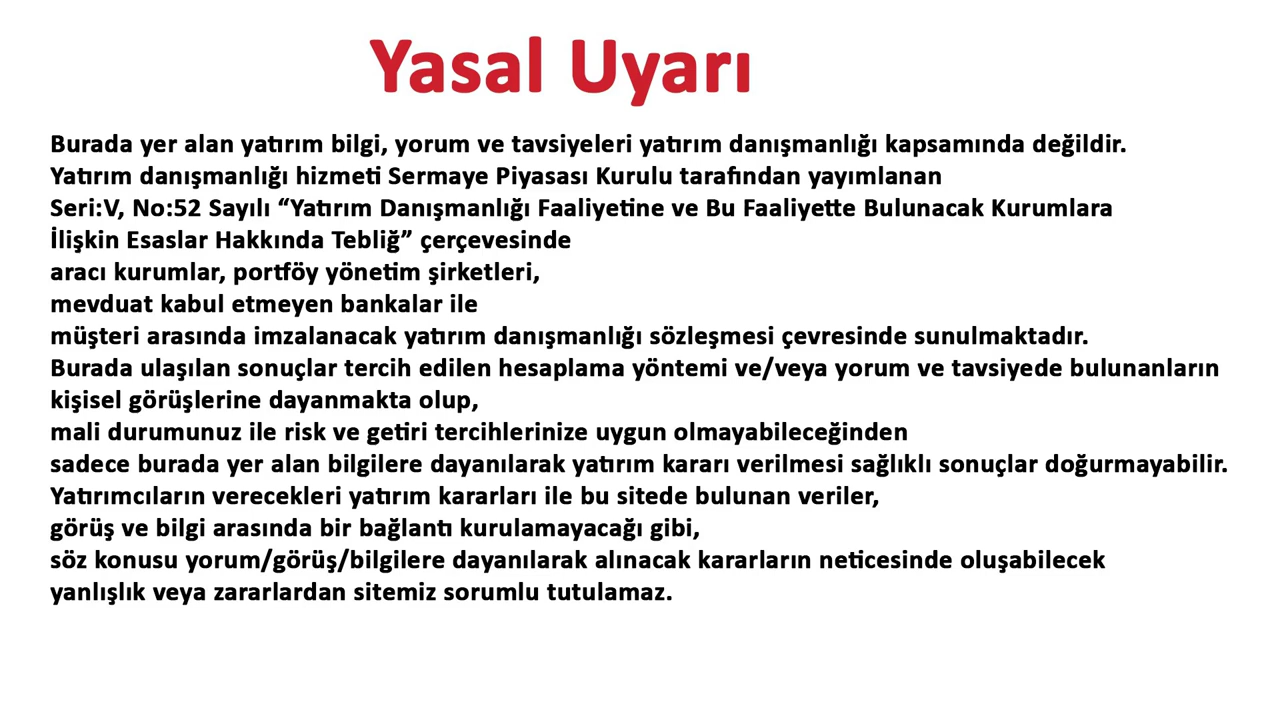 Yasal Uyarı
Burada yer alan yatırım bilgi, yorum ve tavsiyeleri yatırım danışmanlığı kapsamında değildir.
Yatırım danışmanlığı hizmeti Sermaye Piyasası Kurulu tarafından yayımlanan
Seri:V, No:52 Sayılı “Yatırım Danışmanlığı Faaliyetine ve Bu Faaliyette Bulunacak Kurumlara
İlişkin Esaslar Hakkında Tebliğ” çerçevesinde
aracı kurumlar, portföy yönetim şirketleri,
mevduat kabul etmeyen bankalar ile
müşteri arasında imzalanacak yatırım danışmanlığı sözleşmesi çevresinde sunulmaktadır.
Burada ulaşılan sonuçlar tercih edilen hesaplama yöntemi ve/veya yorum ve tavsiyede bulunanların
kişisel görüşlerine dayanmakta olup,
mali durumunuz ile risk ve getiri tercihlerinize uygun olmayabileceğinden
sadece burada yer alan bilgilere dayanılarak yatırım kararı verilmesi sağlıklı sonuçlar doğurmayabilir.
Yatırımcıların verecekleri yatırım kararları ile bu sitede bulunan veriler,
görüş ve bilgi arasında bir bağlantı kurulamayacağı gibi,
söz konusu yorum/görüş/bilgilere dayanılarak alınacak kararların neticesinde oluşabilecek
yanlışlık veya zararlardan sitemiz sorumlu tutulamaz.